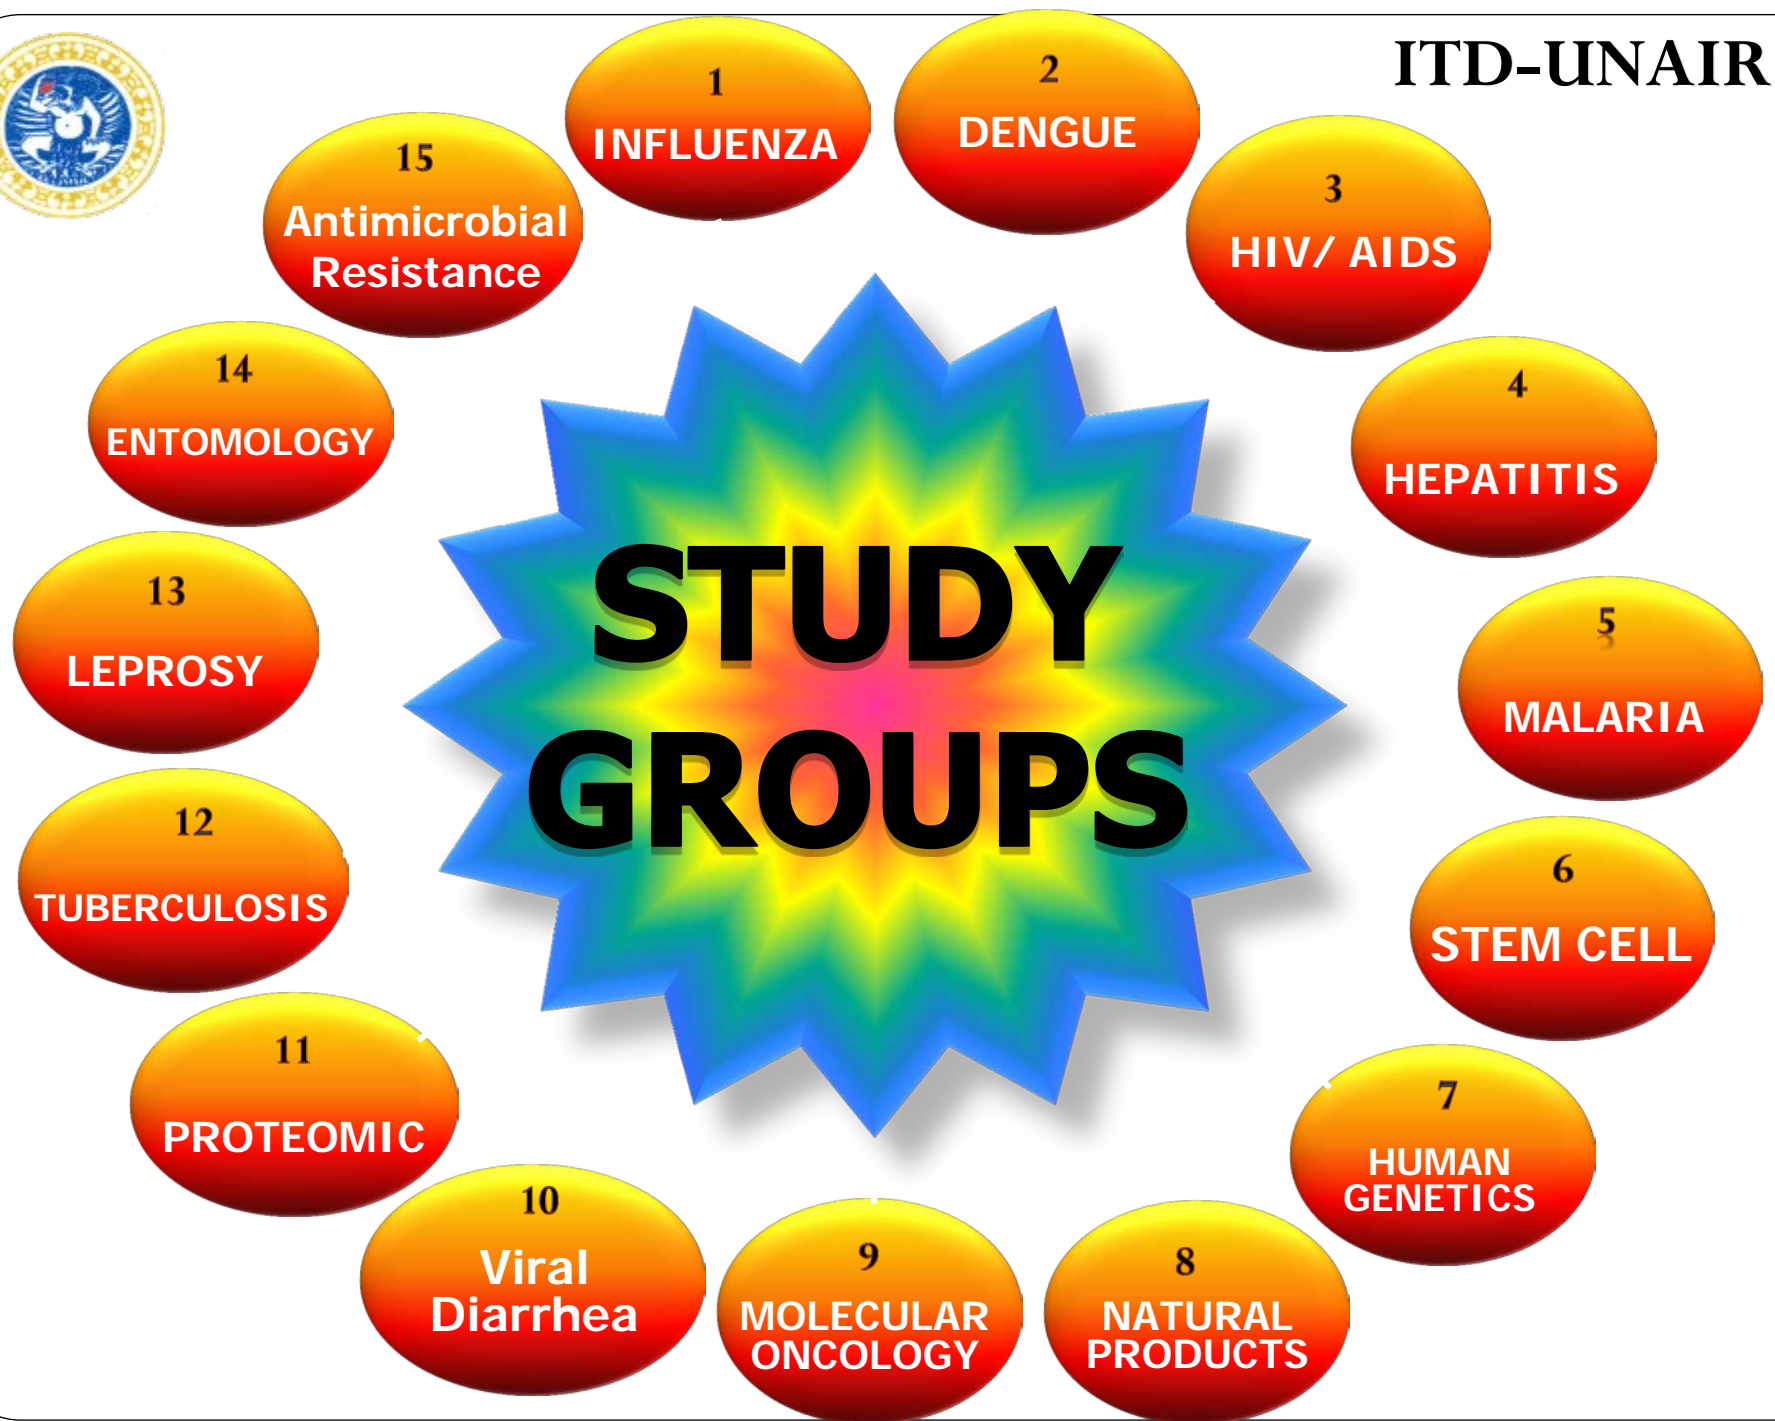 ITD-UNAIR
1
INFLUENZA
2
DENGUE
3
HIV/ AIDS
4
HEPATITIS
5
MALARIA
6
STEM CELL
7
HUMAN
GENETICS
8
NATURAL
PRODUCTS
9
MOLECULAR
ONCOLOGY
10
Viral
Diarrhea
11
PROTEOMIC
12
TUBERCULOSIS
13
LEPROSY
14
ENTOMOLOGY
15
Antimicrobial
Resistance
STUDY
GROUPS